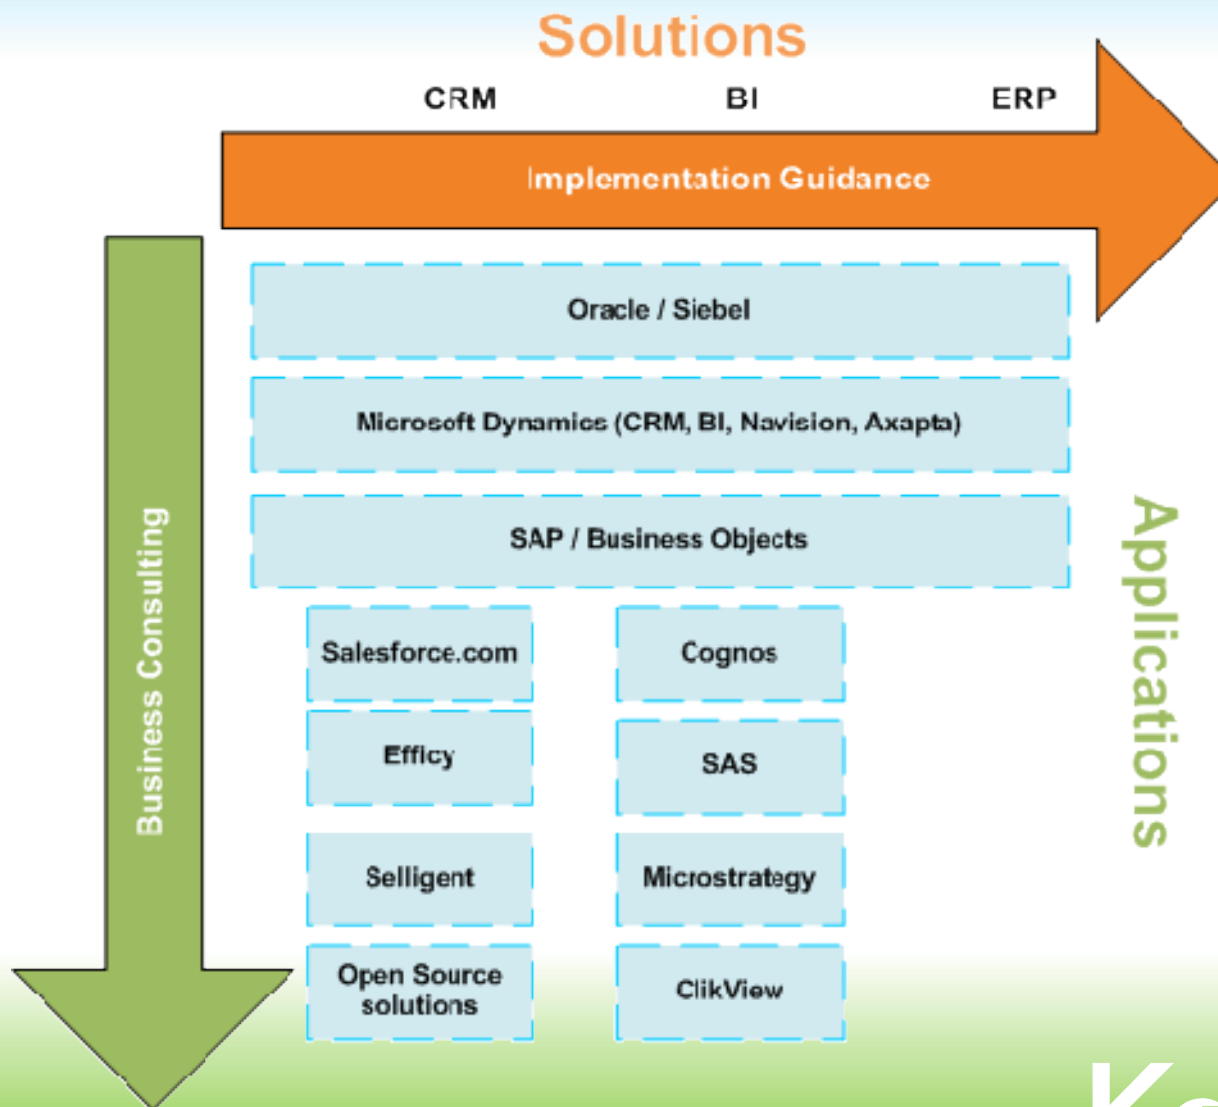 Solutions
CRM BI ERP
Implementation Guidance
Oracle / Siebel
Microsoft Dynamics (CRM, BI, Navision, Axapta)
SAP / Business Objects
Salesforce.com
Cognos
Efficy
SAS
Selligent
Microstrategy
Open Source
solutions
ClikView
Business Consulting
Applications